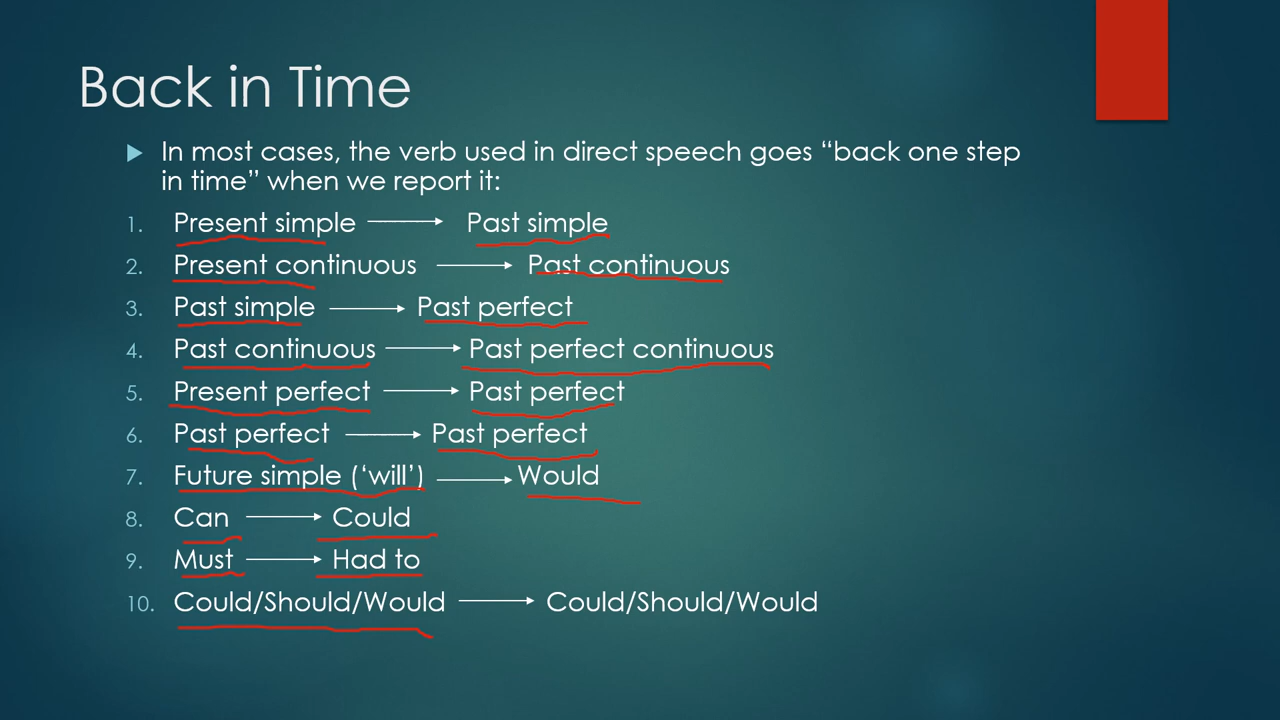 Back in Time
In most cases, the verb used in direct speech goes “back one step
in time” when we report it:
1. Present simple Past simple
2. Present continuous Past continuous
3. Past simple Past perfect
4. Past continuous Past perfect continuous
5. Present perfect Past perfect
6. Past perfect Past perfect
7. Future simple (‘will’) Would
8. Can Could
9. Must Had to
10. Could/Should/Would Could/Should/Would